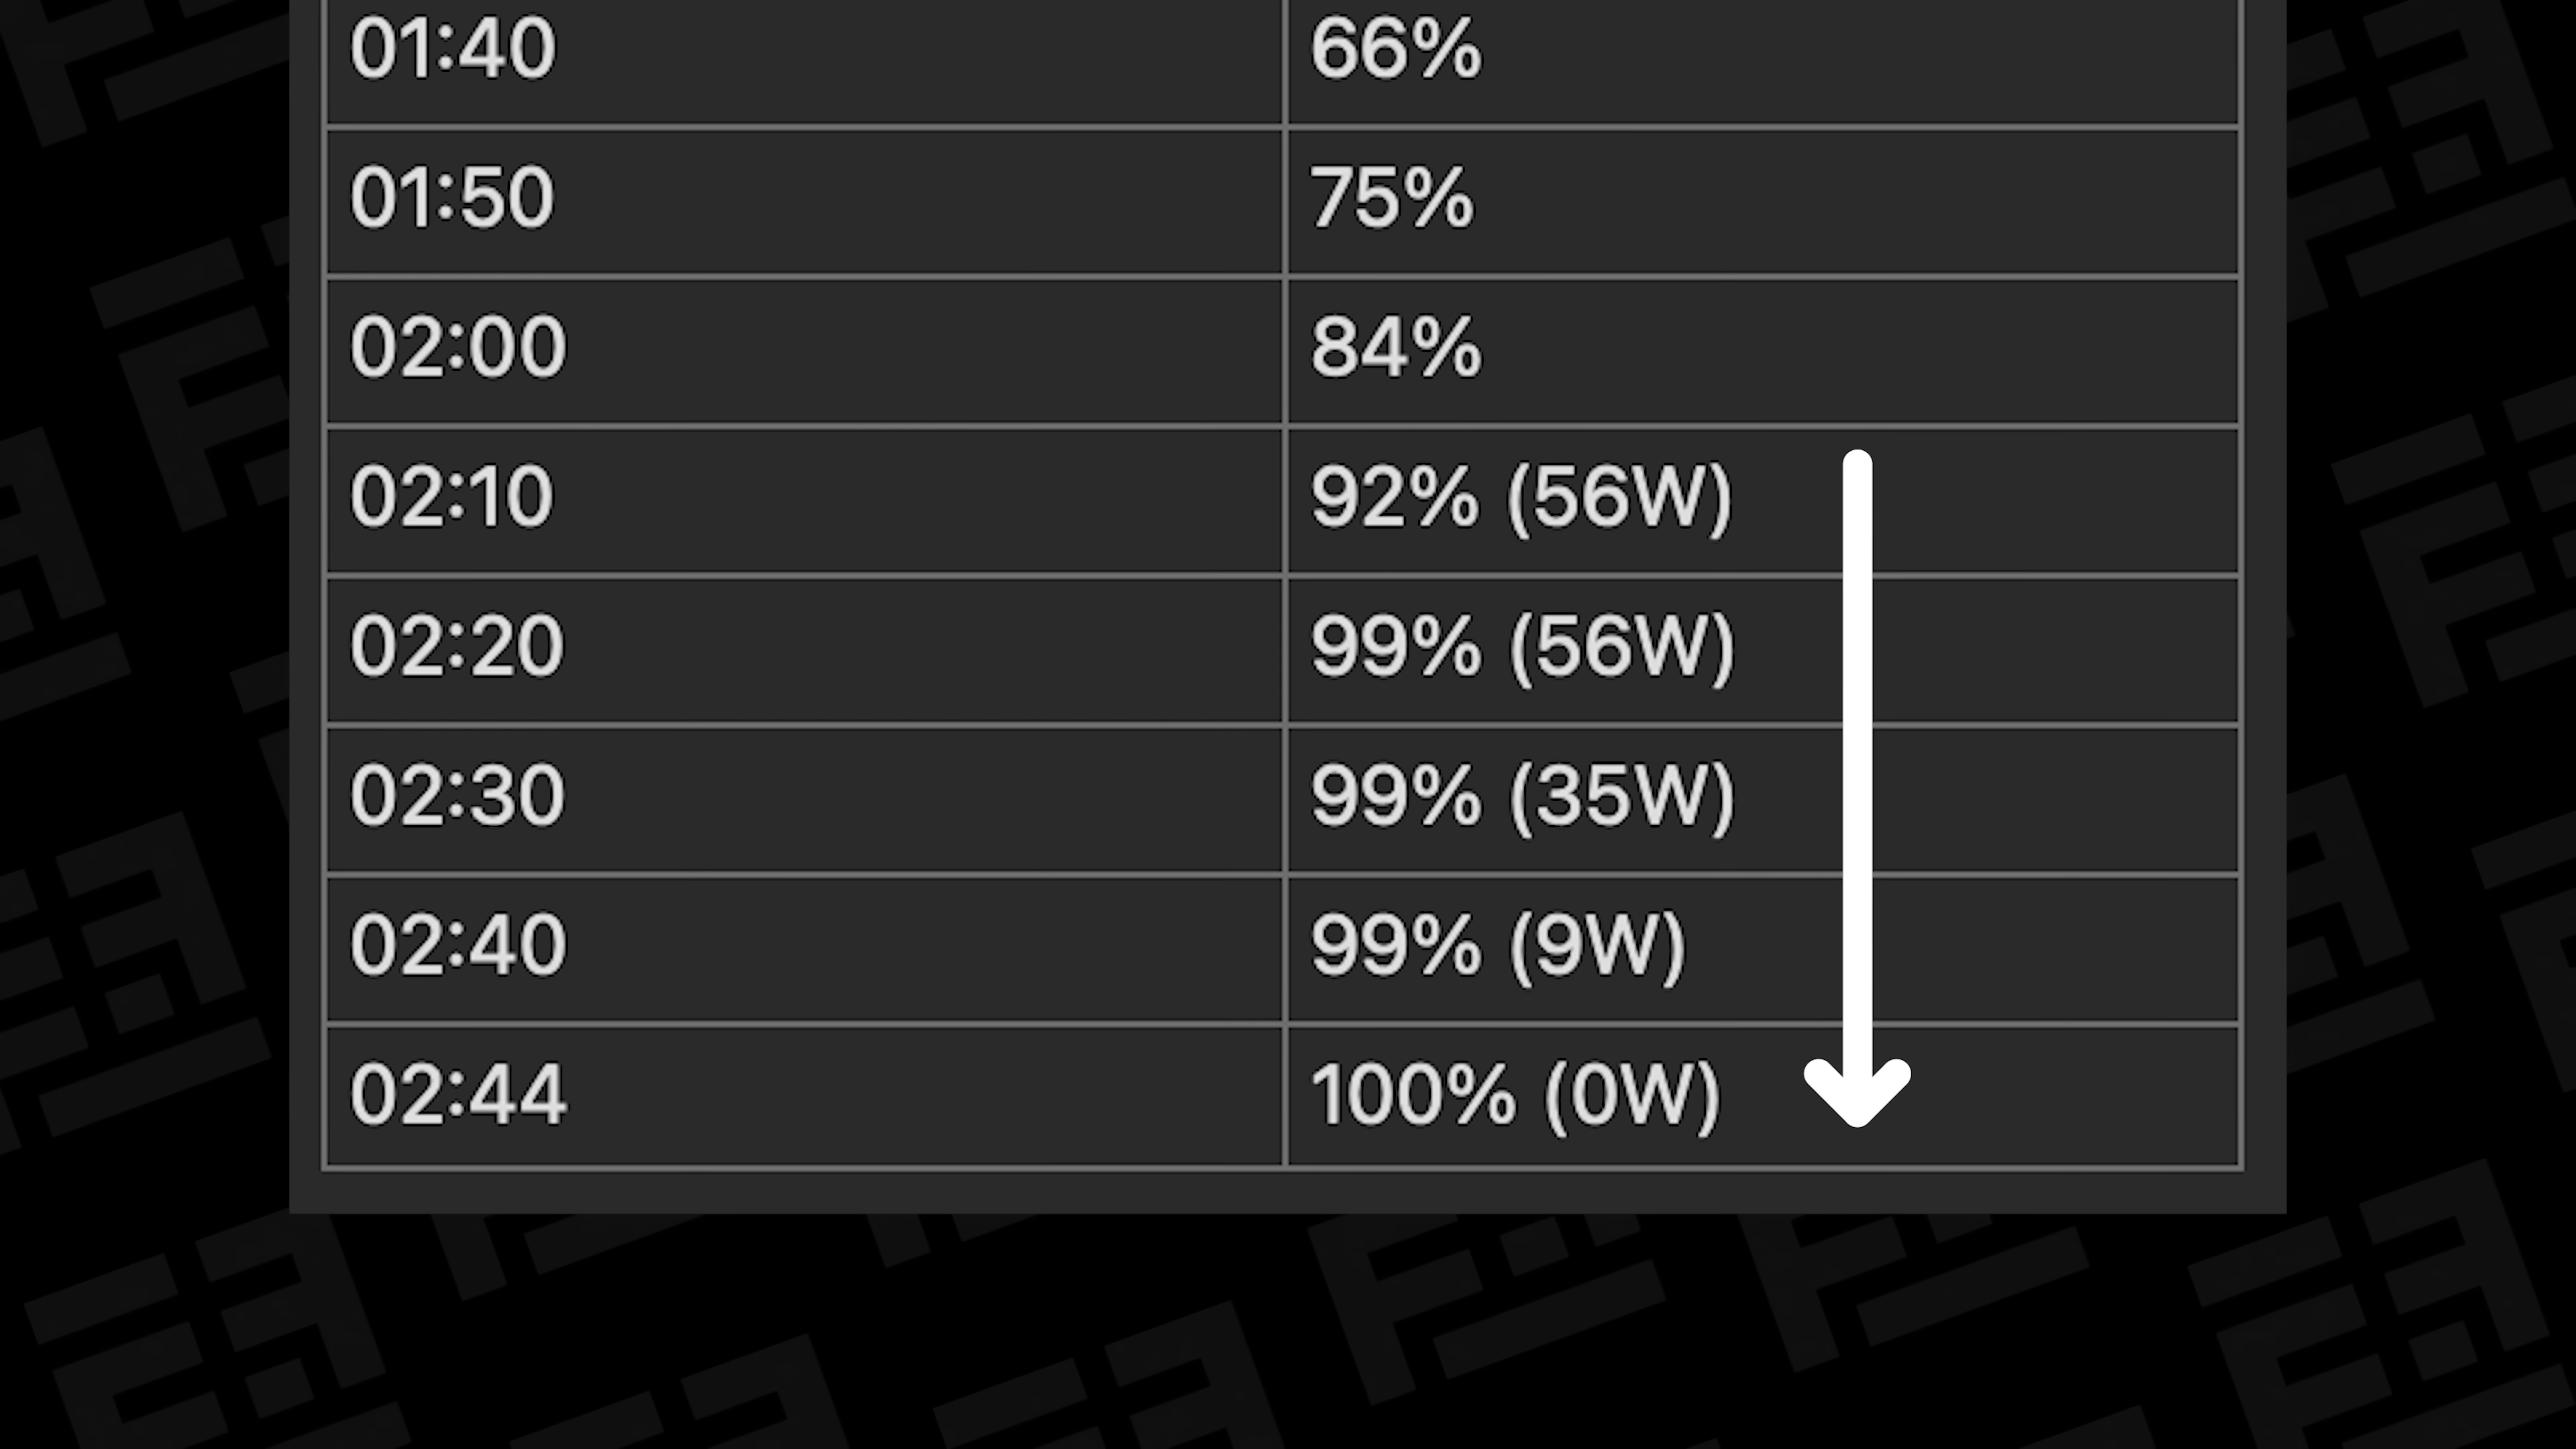 01:40 66%
01:50 75%
02:00 84%
02:10 92% (56W)
02:20 99% (56W)
02:30 99% (35W)
02:40 99% (9W)
02:44 100% (0W)